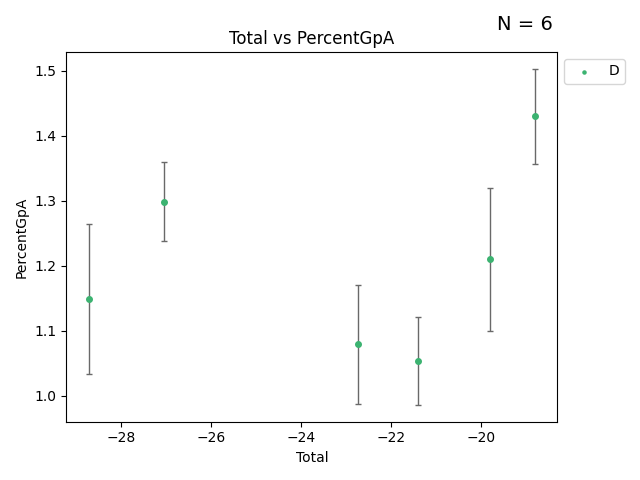 N = 6
Total vs PercentGpA
D
PercentGpA
1.5
1.4
1.3
1.2
1.1
1.0
−28 −26 −24 −22 −20
Total